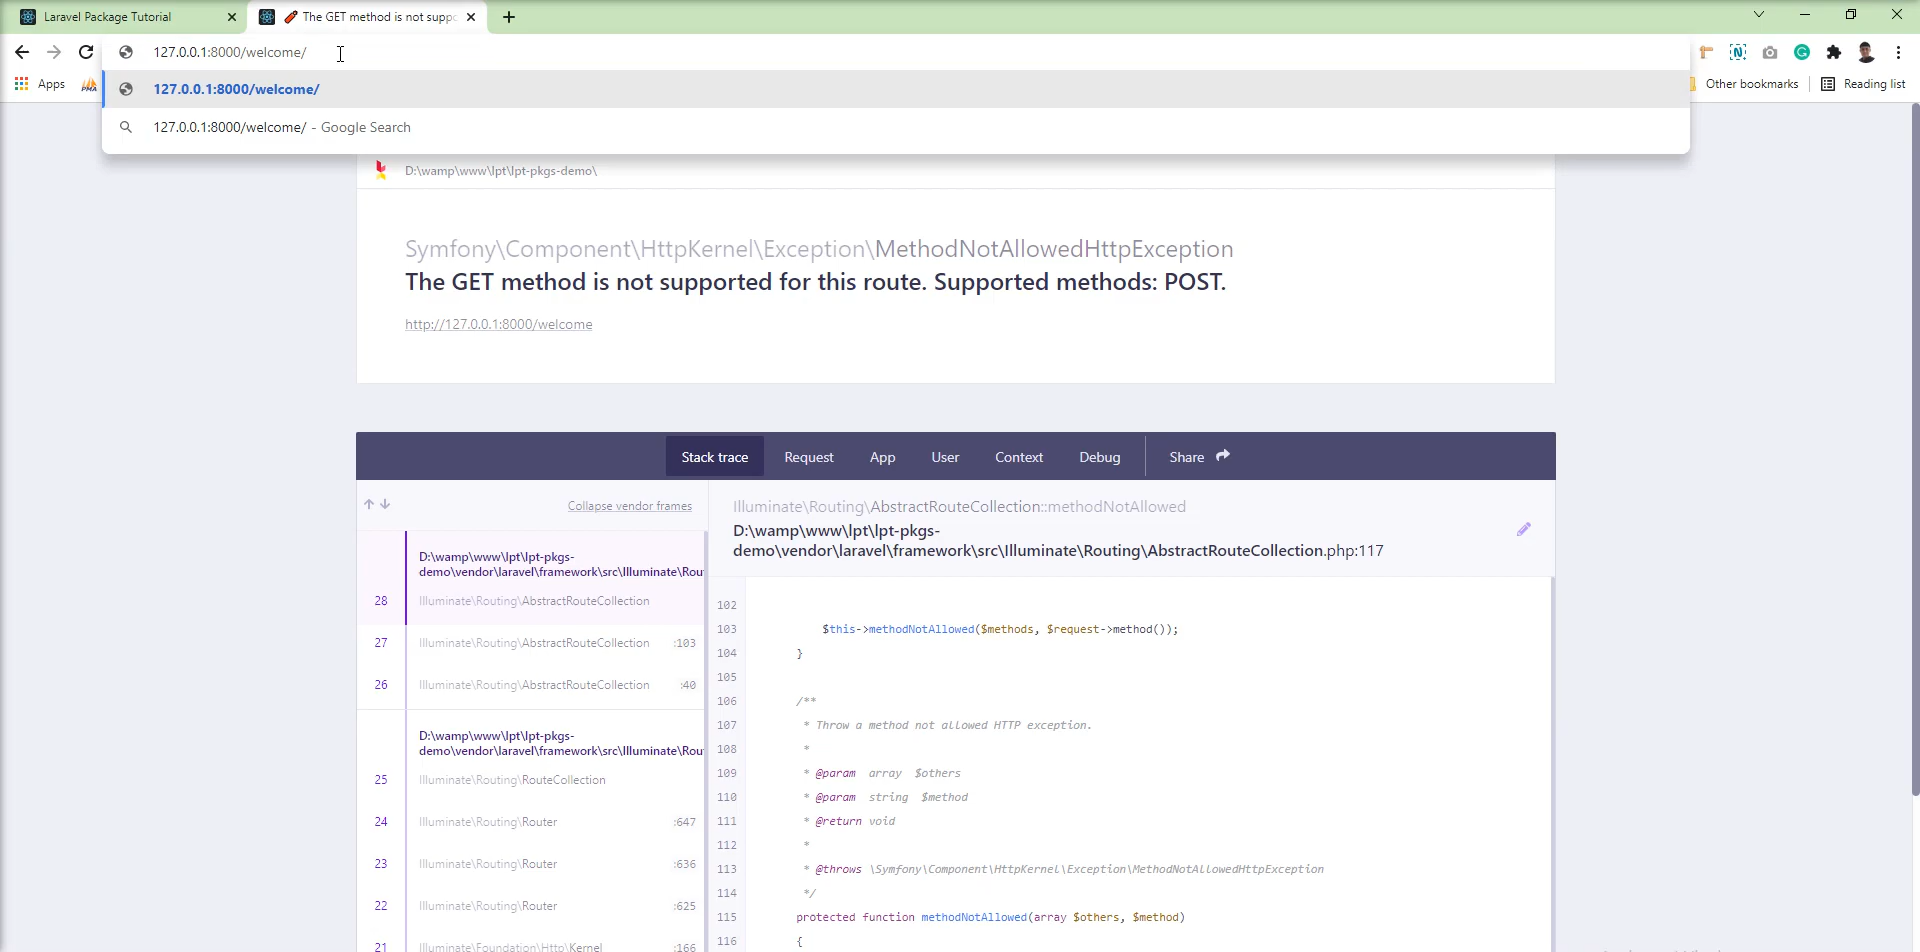 Laravel Package Tutorial
The GET method is not suppo
127.0.0.1:8000/welcome/
Apps
PMA
127.0.0.1:8000/welcome/
Other bookmarks
Reading list
127.0.0.1:8000/welcome/ - Google Search
D:\wamp\www\lpt\lpt-pkgs-demo\
Symfony\Component\HttpKernel\Exception\MethodNotAllowedHttpException
The GET method is not supported for this route. Supported methods: POST.
http://127.0.0.1:8000/welcome
Stack trace
Request
App
User
Context
Debug
Share
Collapse vendor frames
D:\wamp\www\lpt\lpt-pkgs-
demo\vendor\laravel\framework\src\Illuminate\Rou
28 Illuminate\Routing\AbstractRouteCollection
27 Illuminate\Routing\AbstractRouteCollection :103
26 Illuminate\Routing\AbstractRouteCollection :40
D:\wamp\www\lpt\lpt-pkgs-
demo\vendor\laravel\framework\src\Illuminate\Rou
25 Illuminate\Routing\RouteCollection
24 Illuminate\Routing\Router :647
23 Illuminate\Routing\Router :636
22 Illuminate\Routing\Router :625
21 Illuminate\Foundation\Http\Kernel :166
Illuminate\Routing\AbstractRouteCollection::methodNotAllowed
D:\wamp\www\lpt\lpt-pkgs-
demo\vendor\laravel\framework\src\Illuminate\Routing\AbstractRouteCollection.php:117
102
103 $this->methodNotAllowed($methods, $request->method());
104 }
105
106 /**
107 * Throw a method not allowed HTTP exception.
108 *
109 * @param array $others
110 * @param string $method
111 * @return void
112 *
113 * @throws \Symfony\Component\HttpKernel\Exception\MethodNotAllowedHttpException
114 */
115 protected function methodNotAllowed(array $others, $method)
116 {